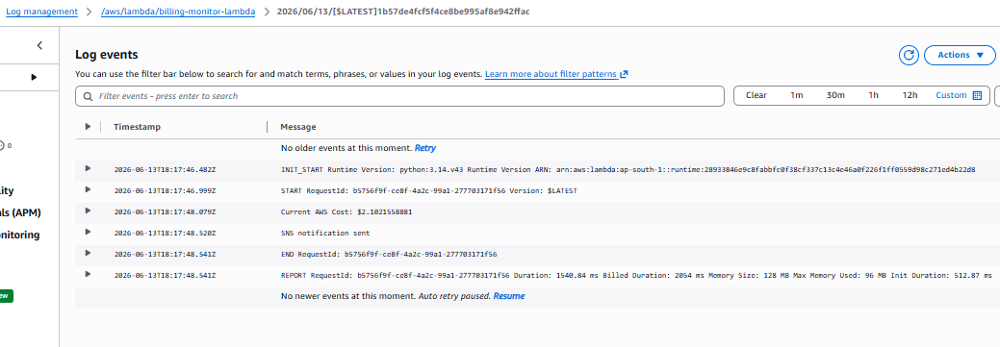 Log management > /aws/lambda/billing-monitor-lambda > 2026/06/13/[$LATEST]1b57de4fcf5f4ce8be995af8e942ffac
Log events
Actions
You can use the filter bar below to search for and match terms, phrases, or values in your log events. Learn more about filter patterns
Filter events - press enter to search
Clear 1m 30m 1h 12h Custom
Timestamp Message
No older events at this moment. Retry
2026-06-13T18:17:46.482Z INIT_START Runtime Version: python:3.14.v43 Runtime Version ARN: arn:aws:lambda:ap-south-1::runtime:28933846e9c8fabbfc0f38cf337c13c4e46a0f226f1ff0559d98c271ed4b22d8
2026-06-13T18:17:46.999Z START RequestId: b5756f9f-ce8f-4a2c-99a1-277703171f56 Version: $LATEST
2026-06-13T18:17:48.079Z Current AWS Cost: $2.1021558881
2026-06-13T18:17:48.520Z SNS notification sent
2026-06-13T18:17:48.541Z END RequestId: b5756f9f-ce8f-4a2c-99a1-277703171f56
2026-06-13T18:17:48.541Z REPORT RequestId: b5756f9f-ce8f-4a2c-99a1-277703171f56 Duration: 1540.84 ms Billed Duration: 2054 ms Memory Size: 128 MB Max Memory Used: 96 MB Init Duration: 512.87 ms
No newer events at this moment. Auto retry paused. Resume
0
lity
als (APM)
onitoring
ew